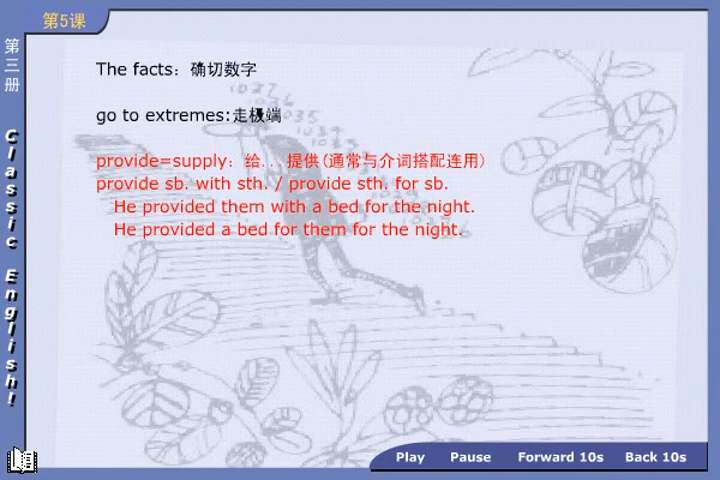 第5课
第三册
Classic English!
The facts：确切数字
go to extremes:走极端
provide=supply：给...提供(通常与介词搭配连用)
provide sb. with sth. / provide sth. for sb.
He provided them with a bed for the night.
He provided a bed for them for the night.
Play Pause Forward 10s Back 10s